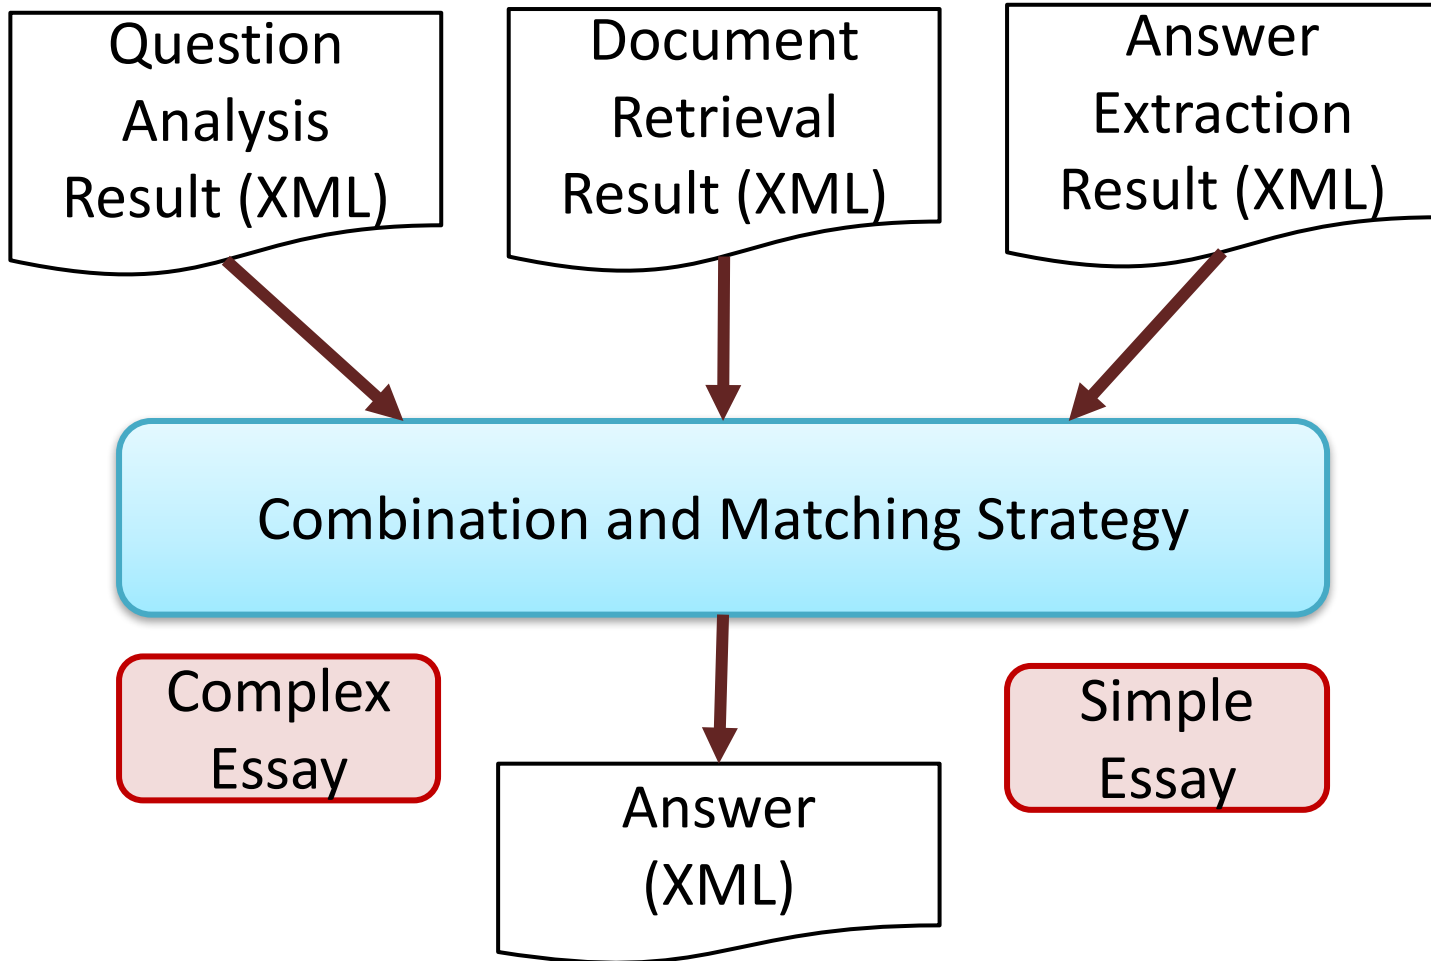 Question
Analysis
Result (XML)
Document
Retrieval
Result (XML)
Answer
Extraction
Result (XML)
Combination and Matching Strategy
Complex
Essay
Simple
Essay
Answer
(XML)